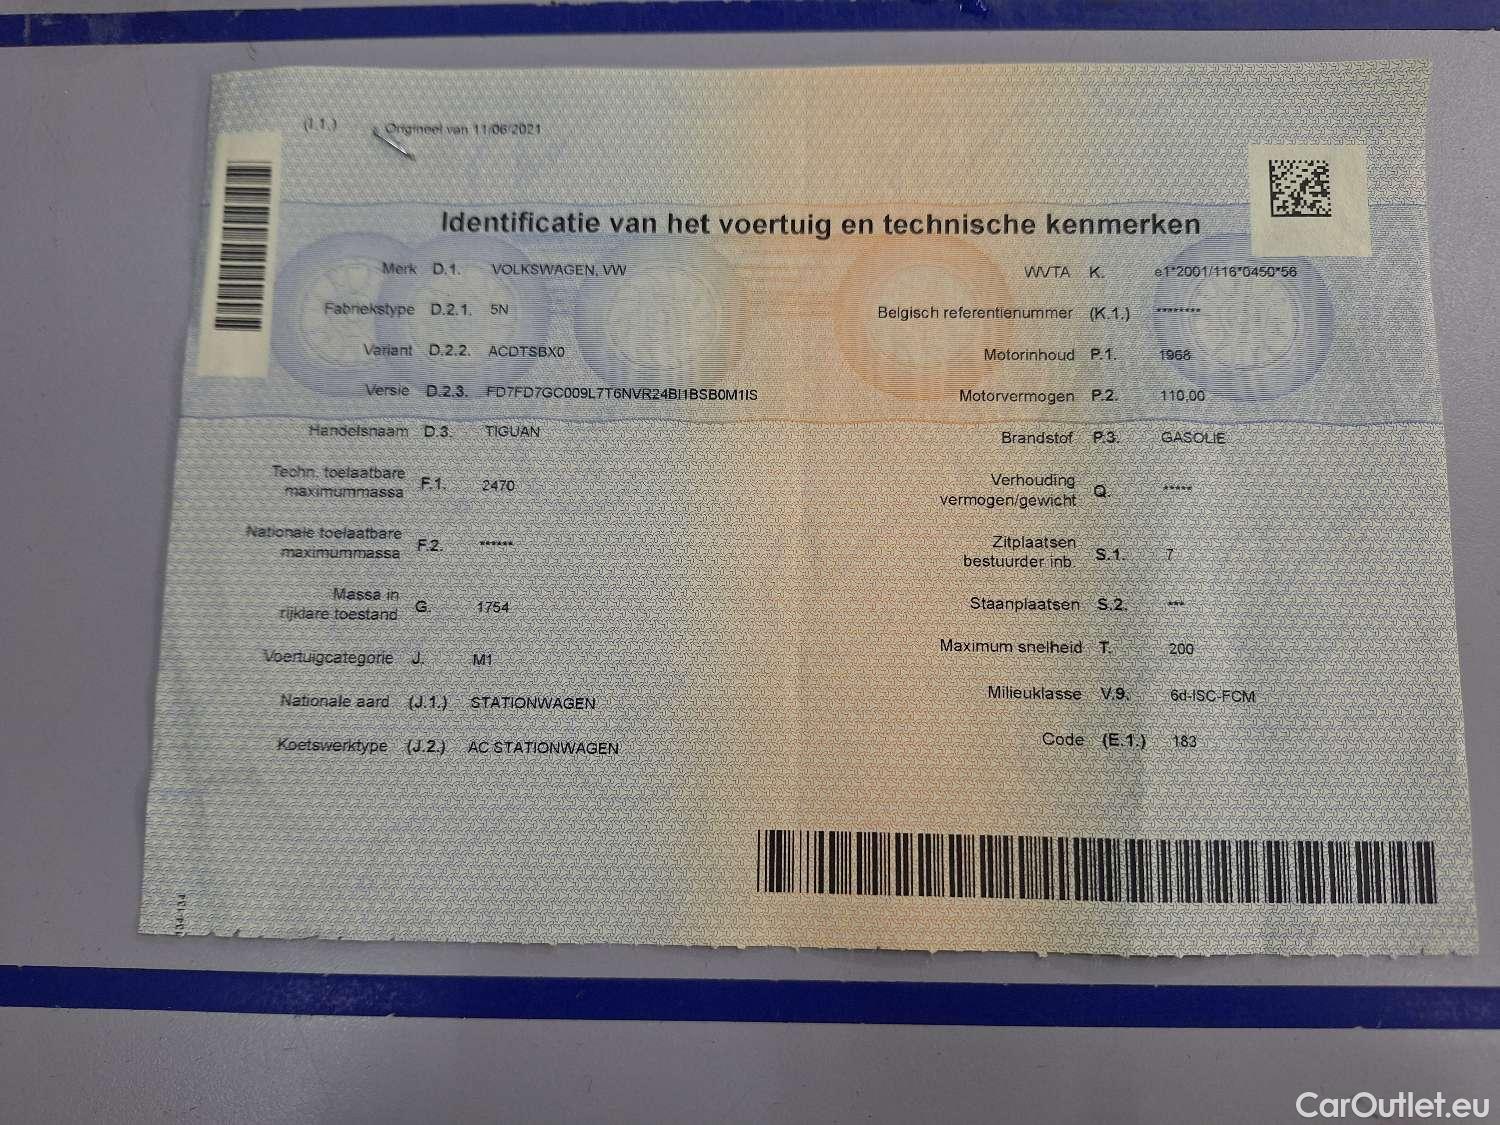 (I.1.) Origineel van 11/06/2021
Identificatie van het voertuig en technische kenmerken
Merk D.1. VOLKSWAGEN, VW
Fabriekstype D.2.1. 5N
Variant D.2.2. ACDTSBX0
Versie D.2.3. FD7FD7GC009L7T6NVR24BI1BSB0M1IS
Handelsnaam D.3. TIGUAN
Techn. toelaatbare
maximummassa F.1. 2470
Nationale toelaatbare
maximummassa F.2. ******
Massa in
rijklare toestand G. 1754
Voertuigcategorie J. M1
Nationale aard (J.1.) STATIONWAGEN
Koetswerktype (J.2.) AC STATIONWAGEN
WVTA K. e1*2001/116*0450*56
Belgisch referentienummer (K.1.) ********
Motorinhoud P.1. 1968
Motorvermogen P.2. 110,00
Brandstof P.3. GASOLIE
Verhouding
vermogen/gewicht Q. *****
Zitplaatsen
bestuurder inb. S.1. 7
Staanplaatsen S.2. ***
Maximum snelheid T. 200
Milieuklasse V.9. 6d-ISC-FCM
Code (E.1.) 183
134-134
CarOutlet.eu